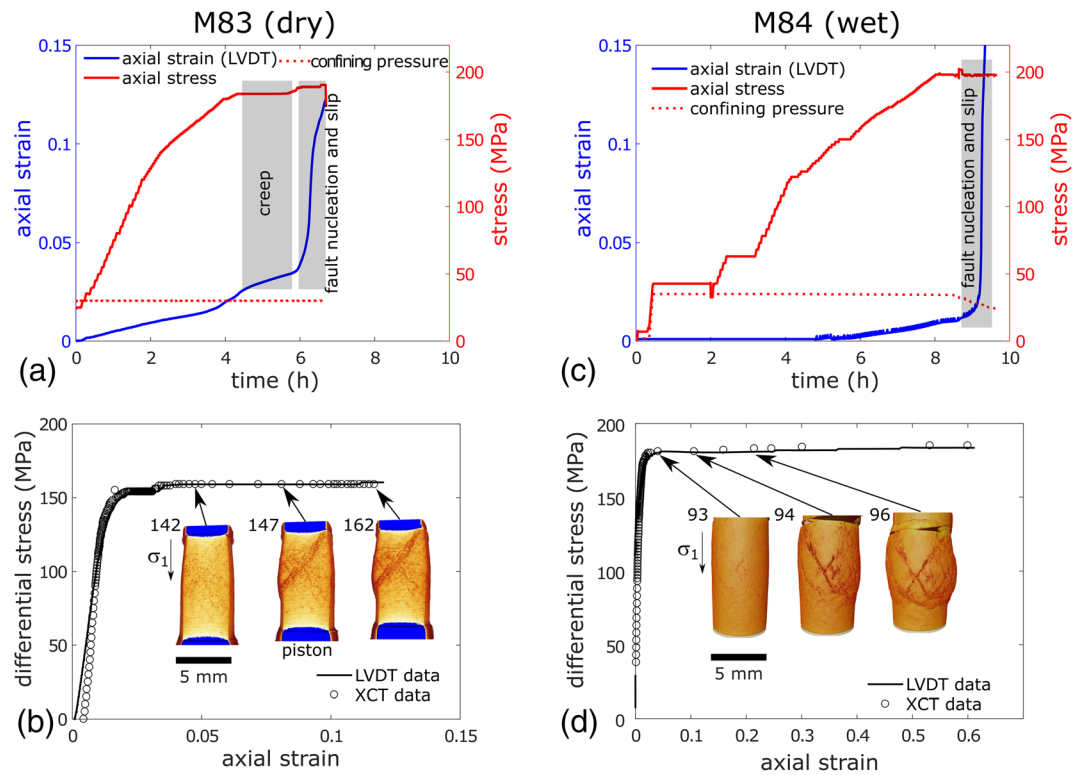 M83 (dry)
M84 (wet)
0.15
0.1
0.05
0
axial strain
200
150
100
50
0
stress (MPa)
axial strain (LVDT)
axial stress
confining pressure
creep
fault nucleation and slip
0 2 4 6 8 10
time (h)
(a)
0.15
0.1
0.05
0
axial strain
200
150
100
50
0
stress (MPa)
axial strain (LVDT)
axial stress
confining pressure
fault nucleation and slip
0 2 4 6 8 10
time (h)
(c)
200
150
100
50
0
differential stress (MPa)
142 147 162
σ1
piston
5 mm
LVDT data
XCT data
0 0.05 0.1 0.15
axial strain
(b)
200
150
100
50
0
differential stress (MPa)
93 94 96
σ1
5 mm
LVDT data
XCT data
0 0.1 0.2 0.3 0.4 0.5 0.6 0.7
axial strain
(d)